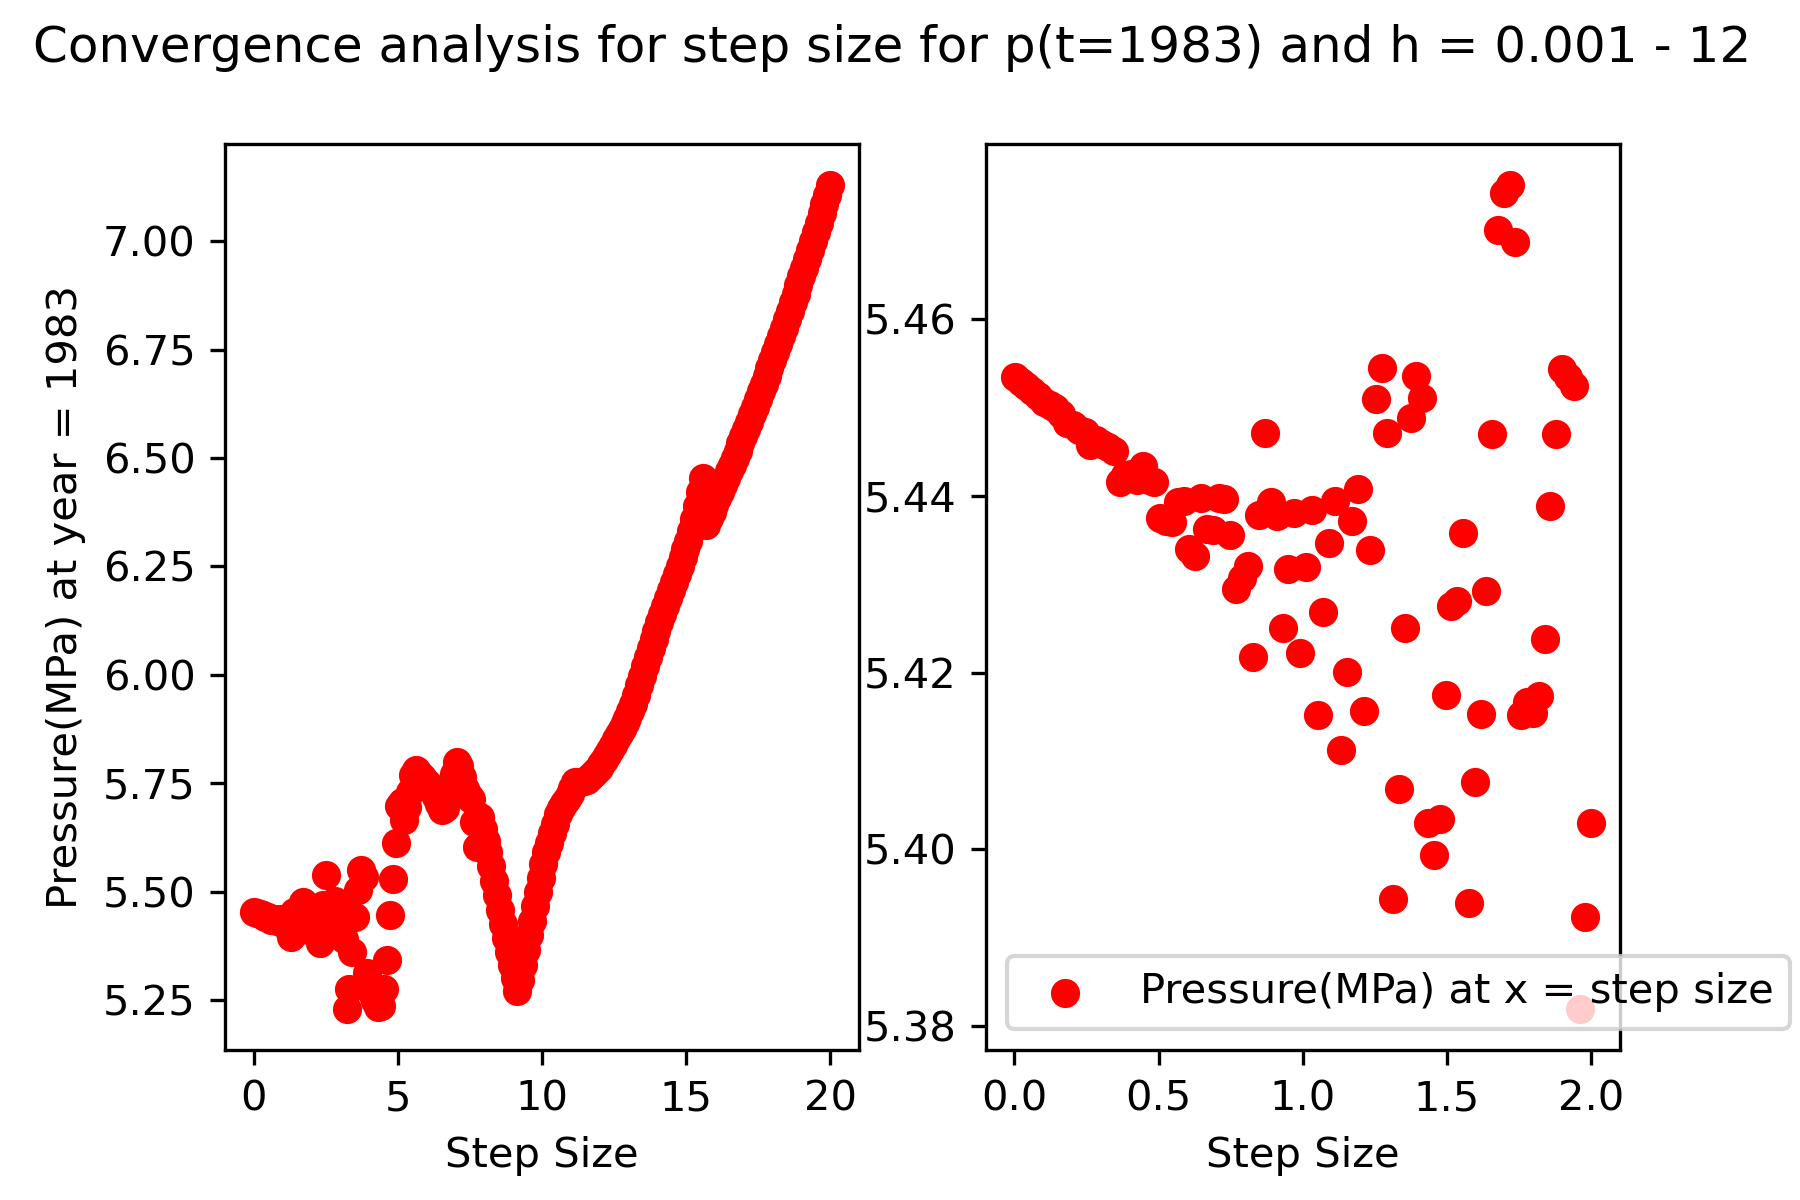 Convergence analysis for step size for p(t=1983) and h = 0.001 - 12
Pressure(MPa) at year = 1983
7.00
6.75
6.50
6.25
6.00
5.75
5.50
5.25
0 5 10 15 20
Step Size
5.46
5.44
5.42
5.40
5.38
Pressure(MPa) at x = step size
0.0 0.5 1.0 1.5 2.0
Step Size